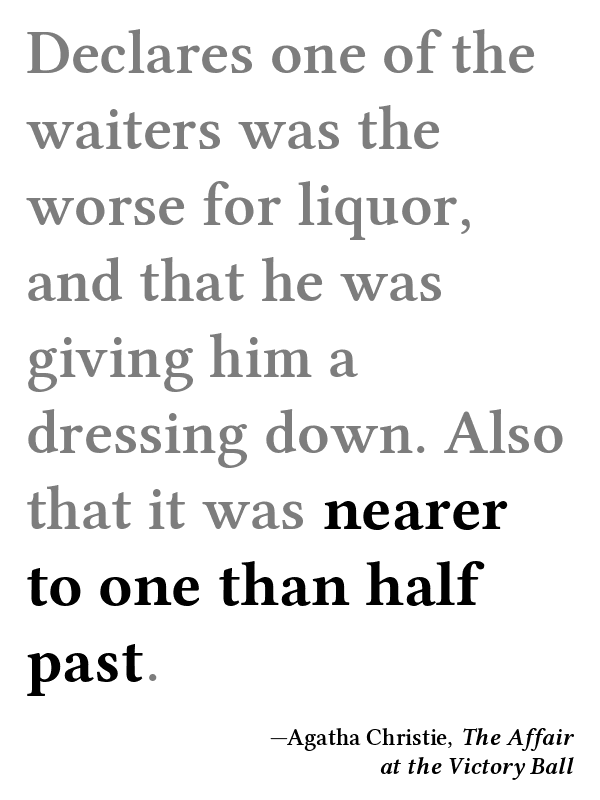 Declares one of the
waiters was the
worse for liquor,
and that he was
giving him a
dressing down. Also
that it was nearer
to one than half
past.
—Agatha Christie, The Affair
at the Victory Ball